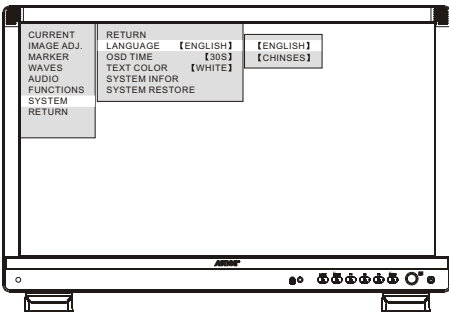 CURRENT
IMAGE ADJ.
MARKER
WAVES
AUDIO
FUNCTIONS
SYSTEM
RETURN
RETURN
LANGUAGE 【ENGLISH】
OSD TIME 【30S】
TEXT COLOR 【WHITE】
SYSTEM INFOR
SYSTEM RESTORE
【ENGLISH】
【CHINSES】